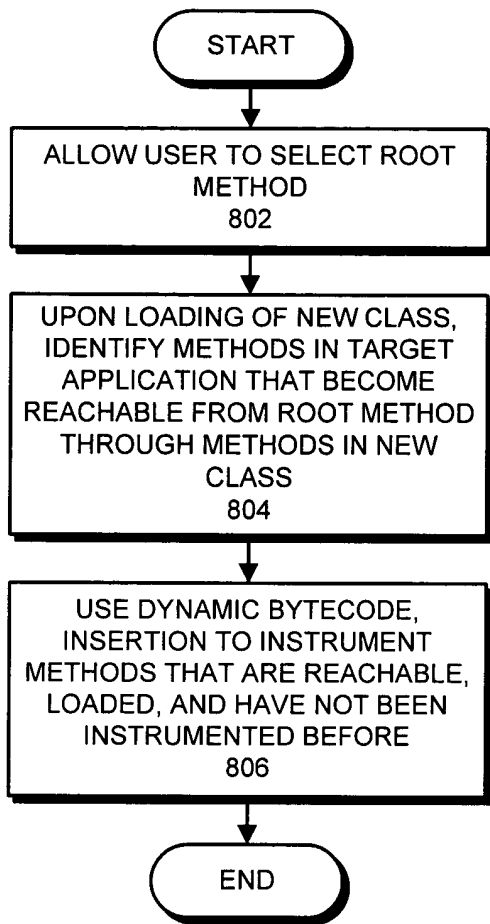 START
ALLOW USER TO SELECT ROOT
METHOD
802
UPON LOADING OF NEW CLASS,
IDENTIFY METHODS IN TARGET
APPLICATION THAT BECOME
REACHABLE FROM ROOT METHOD
THROUGH METHODS IN NEW
CLASS
804
USE DYNAMIC BYTECODE,
INSERTION TO INSTRUMENT
METHODS THAT ARE REACHABLE,
LOADED, AND HAVE NOT BEEN
INSTRUMENTED BEFORE
806
END